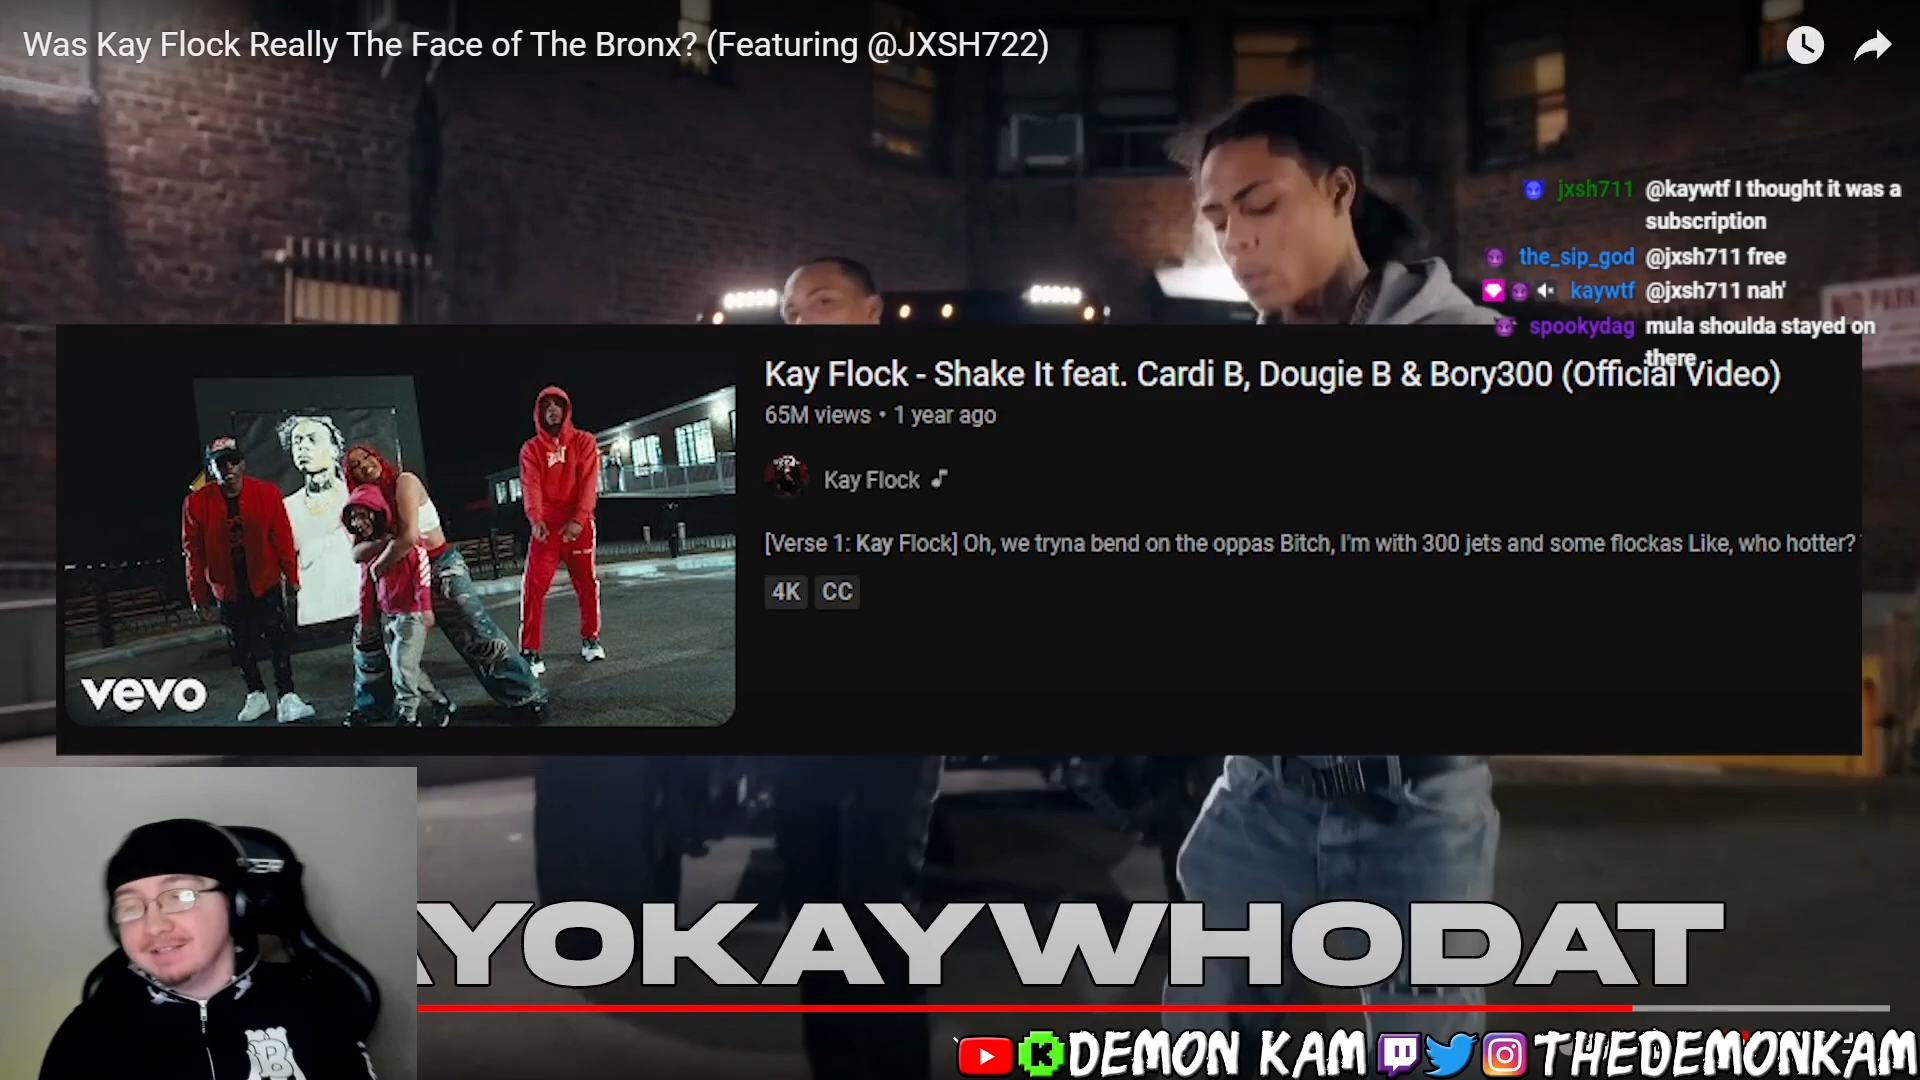 Was Kay Flock Really The Face of The Bronx? (Featuring @JXSH722)
jxsh711 @kaywtf I thought it was a
subscription
the_sip_god @jxsh711 free
kaywtf @jxsh711 nah'
spookydag mula shoulda stayed on
there
NO PARK
Kay Flock - Shake It feat. Cardi B, Dougie B & Bory300 (Official Video)
65M views • 1 year ago
Kay Flock
[Verse 1: Kay Flock] Oh, we tryna bend on the oppas Bitch, I'm with 300 jets and some flockas Like, who hotter?
4K CC
vevo
AYOKAYWHODAT
K DEMON KAM THEDEMONKAM